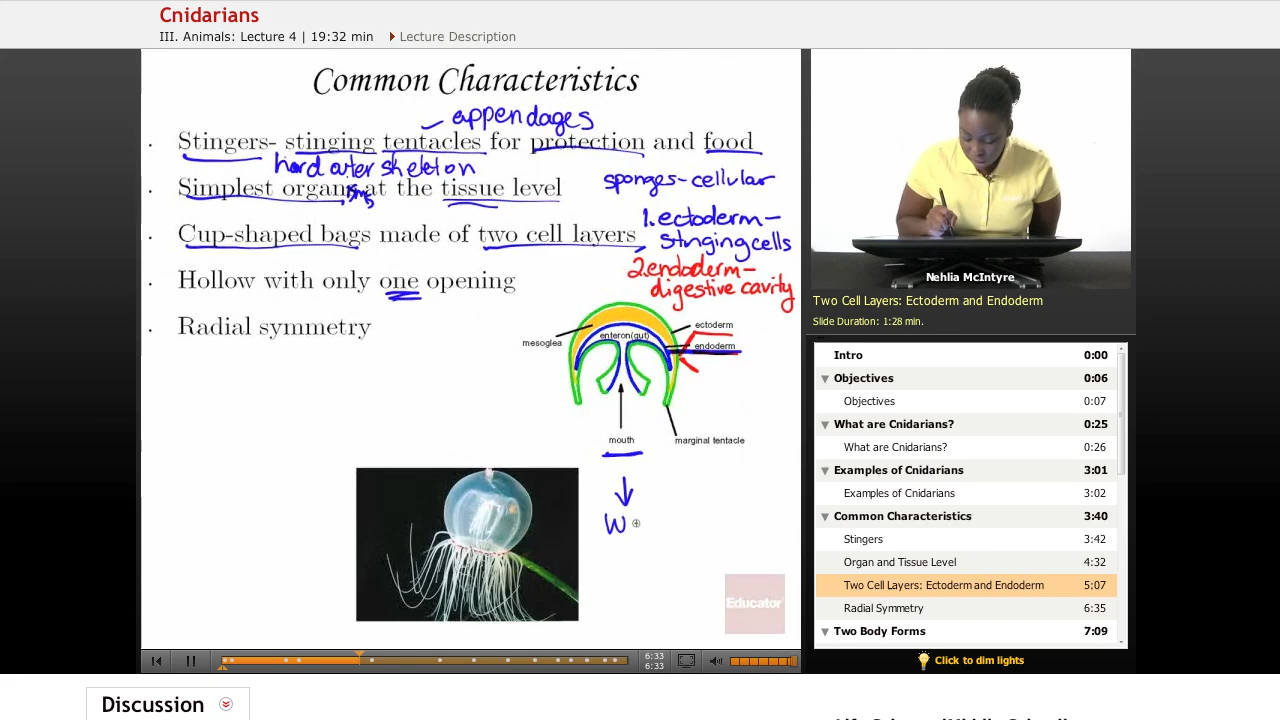 Cnidarians
III. Animals: Lecture 4 | 19:32 min
Lecture Description
Common Characteristics
appendages
Stingers- stinging tentacles for protection and food
hard outer skeleton
Simplest organisms at the tissue level
sponges-cellular
1. ectoderm-
stinging cells
Cup-shaped bags made of two cell layers
2. endoderm-
digestive cavity
Hollow with only one opening
Radial symmetry
mesoglea
enteron(gut)
ectoderm
endoderm
mouth
marginal tentacle
W
Educator
6:33
6:33
Nehlia McIntyre
Two Cell Layers: Ectoderm and Endoderm
Slide Duration: 1:28 min.
Intro 0:00
Objectives 0:06
Objectives 0:07
What are Cnidarians? 0:25
What are Cnidarians? 0:26
Examples of Cnidarians 3:01
Examples of Cnidarians 3:02
Common Characteristics 3:40
Stingers 3:42
Organ and Tissue Level 4:32
Two Cell Layers: Ectoderm and Endoderm 5:07
Radial Symmetry 6:35
Two Body Forms 7:09
Click to dim lights
Discussion